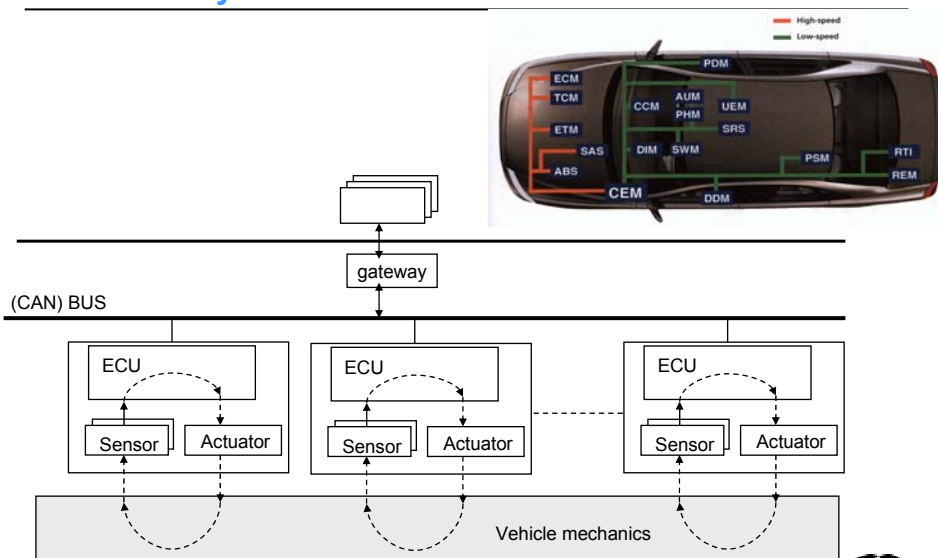 High-speed
Low-speed
PDM
ECM
TCM
CCM
AUM
UEM
PHM
ETM
SRS
SAS
DIM
SWM
PSM
RTI
ABS
REM
CEM
DDM
gateway
(CAN) BUS
ECU
ECU
ECU
Sensor
Actuator
Sensor
Actuator
Sensor
Actuator
Vehicle mechanics